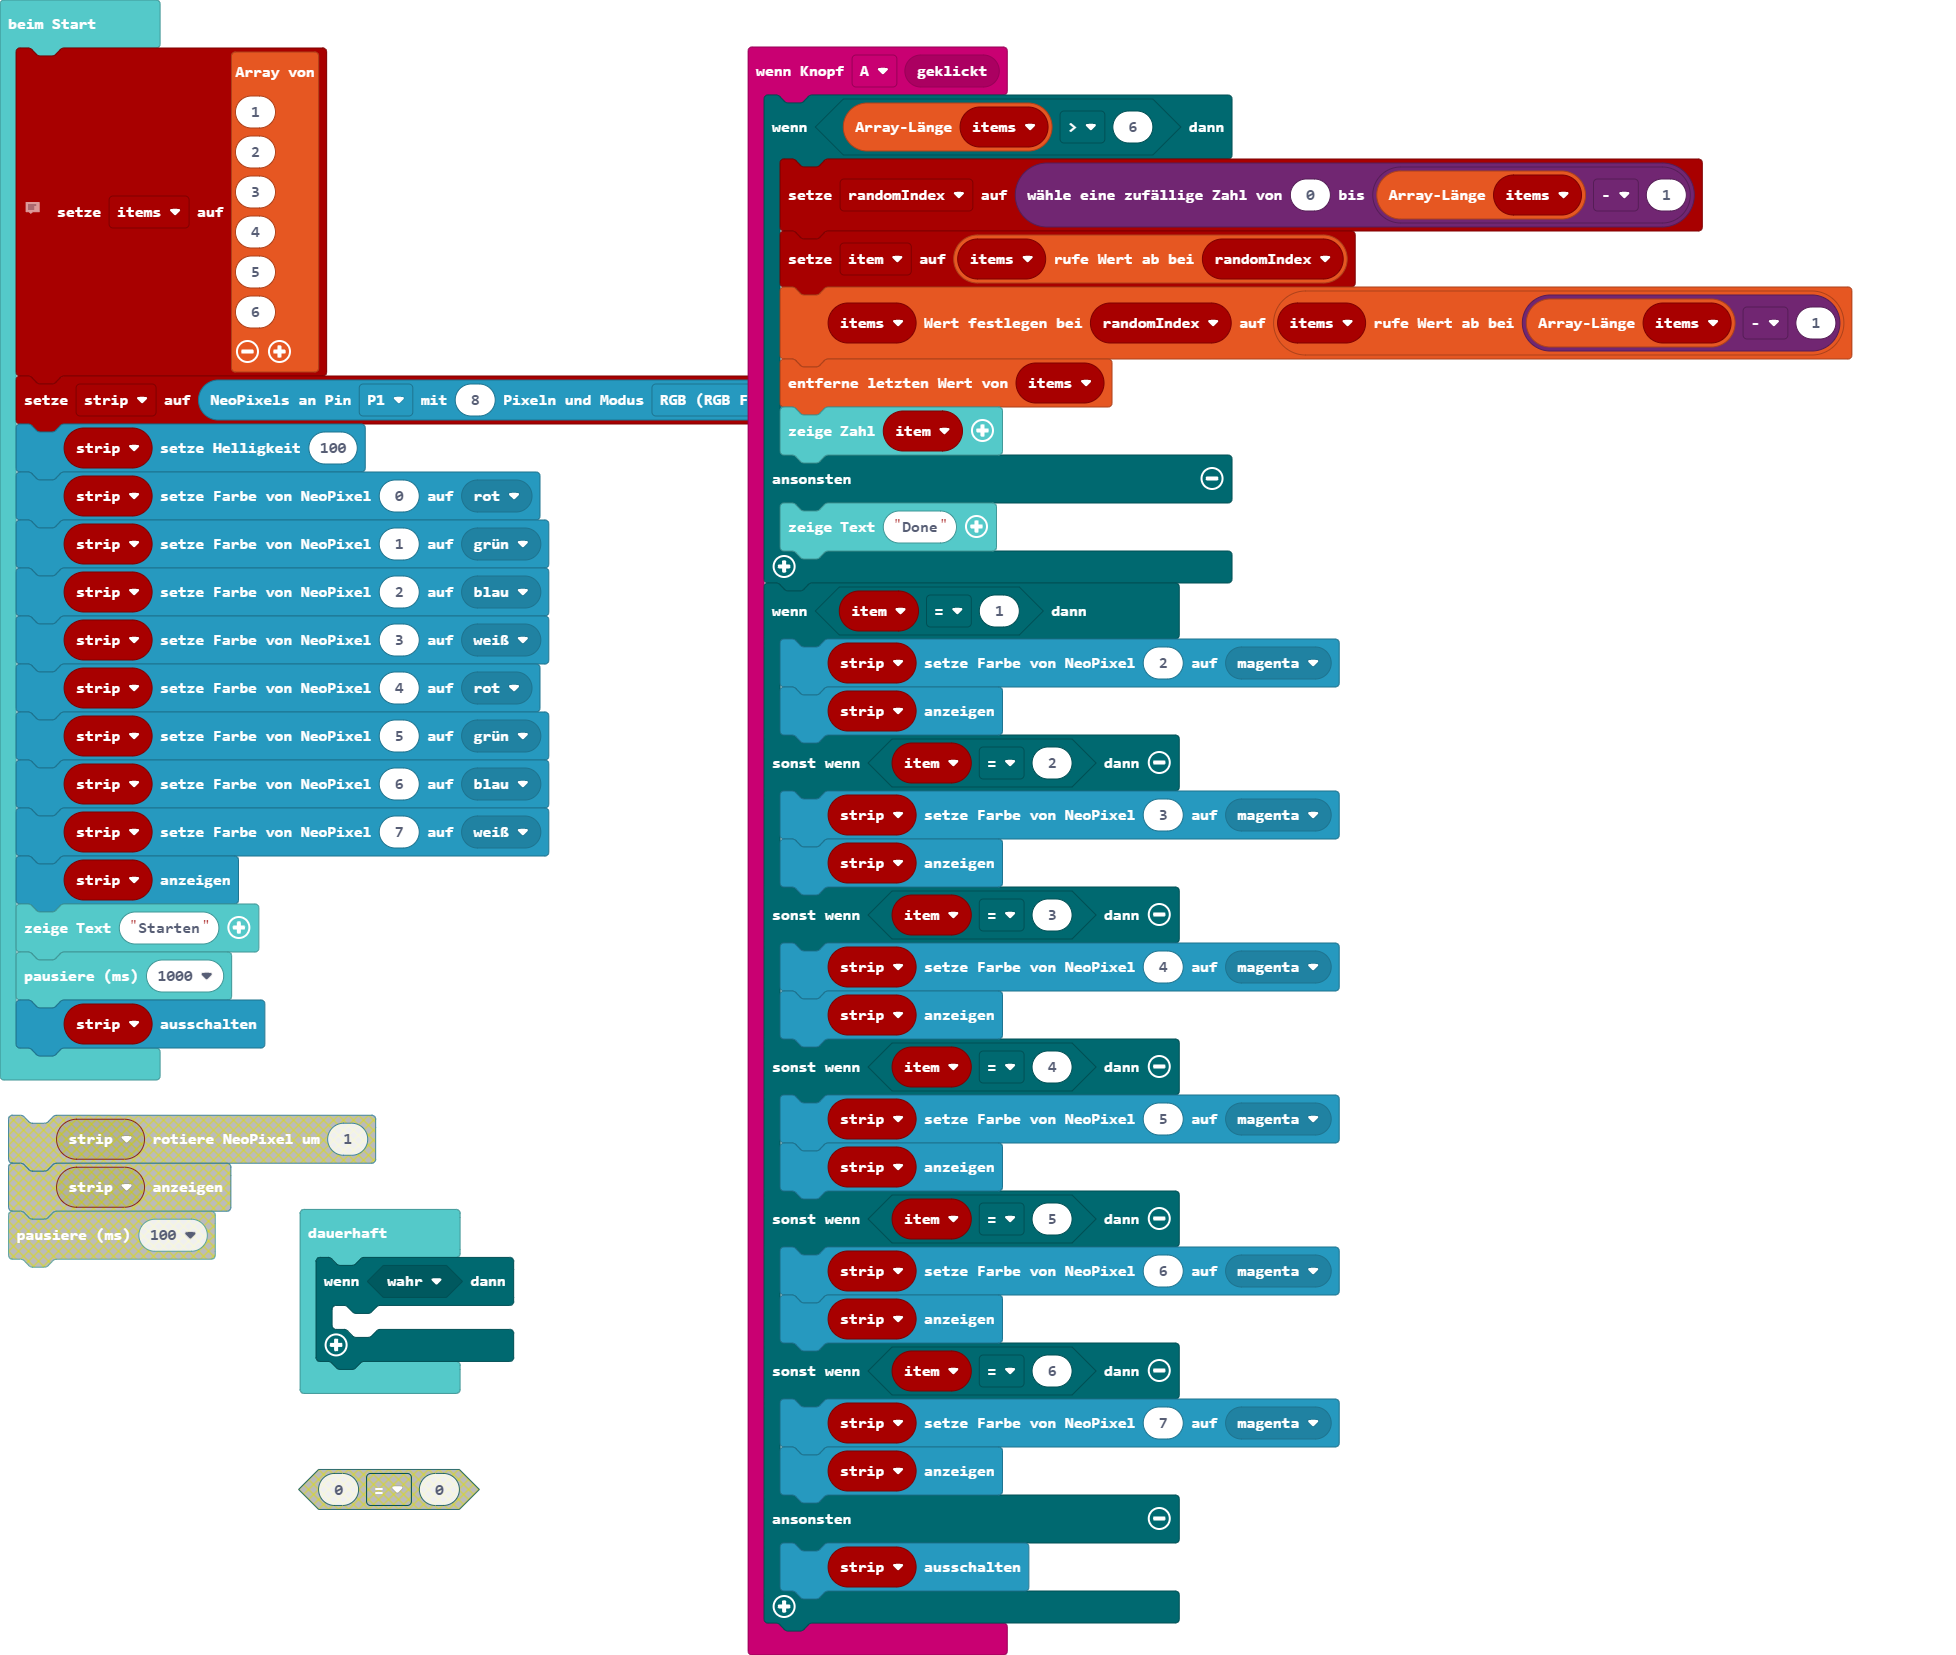 beim Start
setze items auf Array von
1
2
3
4
5
6
setze strip auf NeoPixels an Pin P1 mit 8 Pixeln und Modus RGB (RGB F
strip setze Helligkeit 100
strip setze Farbe von NeoPixel 0 auf rot
strip setze Farbe von NeoPixel 1 auf grün
strip setze Farbe von NeoPixel 2 auf blau
strip setze Farbe von NeoPixel 3 auf weiß
strip setze Farbe von NeoPixel 4 auf rot
strip setze Farbe von NeoPixel 5 auf grün
strip setze Farbe von NeoPixel 6 auf blau
strip setze Farbe von NeoPixel 7 auf weiß
strip anzeigen
zeige Text "Starten"
pausiere (ms) 1000
strip ausschalten
strip rotiere NeoPixel um 1
strip anzeigen
pausiere (ms) 100
dauerhaft
wenn wahr dann
0 = 0
wenn Knopf A geklickt
wenn Array-Länge items > 6 dann
setze randomIndex auf wähle eine zufällige Zahl von 0 bis Array-Länge items - 1
setze item auf items rufe Wert ab bei randomIndex
items Wert festlegen bei randomIndex auf items rufe Wert ab bei Array-Länge items - 1
entferne letzten Wert von items
zeige Zahl item
ansonsten
zeige Text "Done"
wenn item = 1 dann
strip setze Farbe von NeoPixel 2 auf magenta
strip anzeigen
sonst wenn item = 2 dann
strip setze Farbe von NeoPixel 3 auf magenta
strip anzeigen
sonst wenn item = 3 dann
strip setze Farbe von NeoPixel 4 auf magenta
strip anzeigen
sonst wenn item = 4 dann
strip setze Farbe von NeoPixel 5 auf magenta
strip anzeigen
sonst wenn item = 5 dann
strip setze Farbe von NeoPixel 6 auf magenta
strip anzeigen
sonst wenn item = 6 dann
strip setze Farbe von NeoPixel 7 auf magenta
strip anzeigen
ansonsten
strip ausschalten